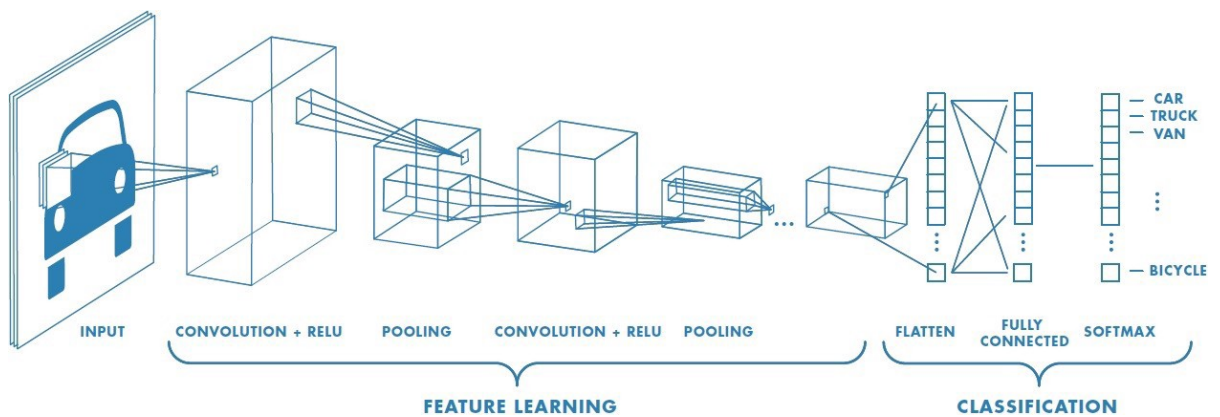 CAR
TRUCK
VAN
BICYCLE
INPUT
CONVOLUTION + RELU
POOLING
CONVOLUTION + RELU
POOLING
FLATTEN
FULLY
CONNECTED
SOFTMAX
FEATURE LEARNING
CLASSIFICATION